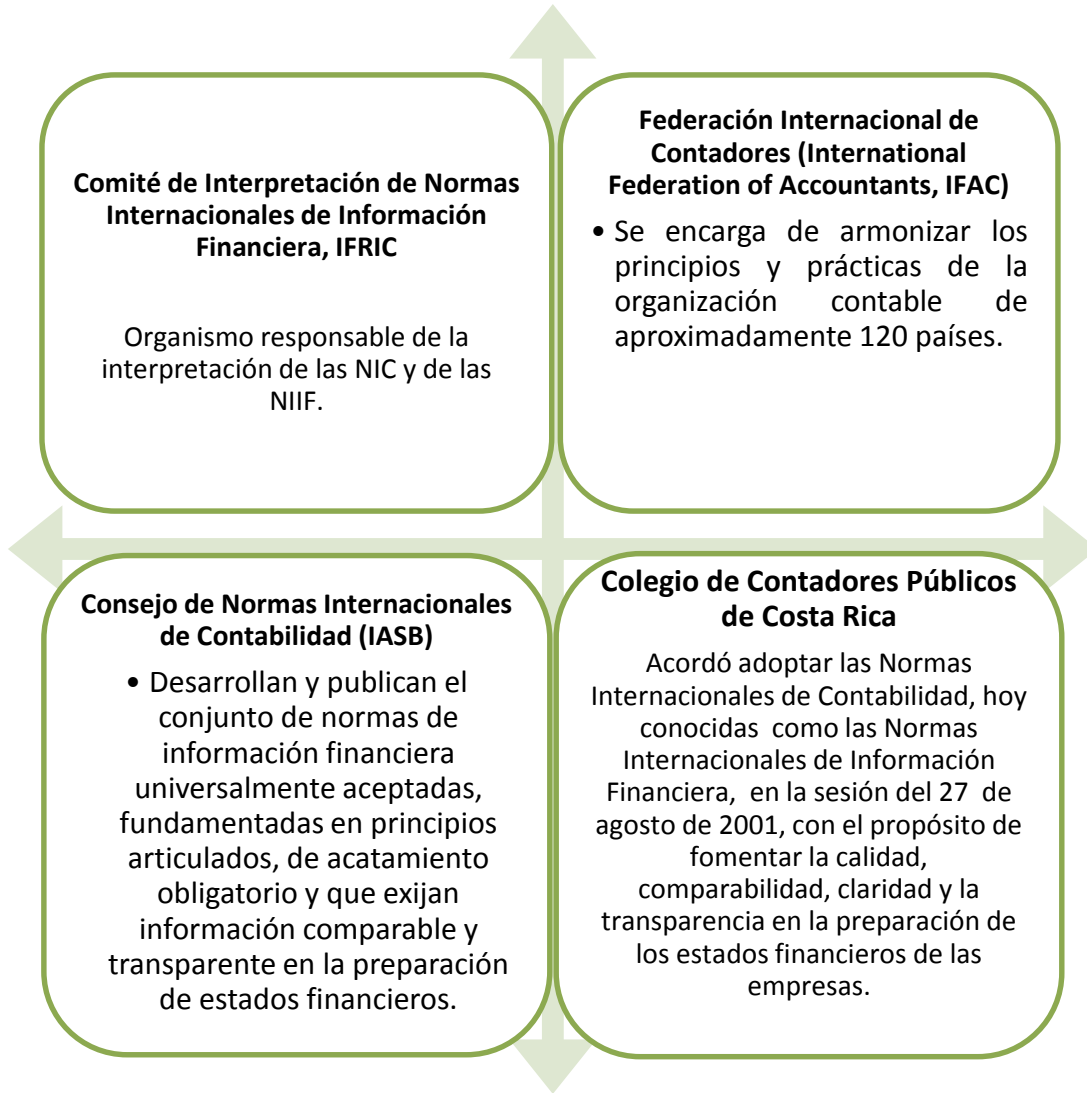 Comité de Interpretación de Normas
Internacionales de Información
Financiera, IFRIC
Organismo responsable de la
interpretación de las NIC y de las
NIIF.
Federación Internacional de
Contadores (International
Federation of Accountants, IFAC)
• Se encarga de armonizar los
principios y prácticas de la
organización contable de
aproximadamente 120 países.
Consejo de Normas Internacionales
de Contabilidad (IASB)
• Desarrollan y publican el
conjunto de normas de
información financiera
universalmente aceptadas,
fundamentadas en principios
articulados, de acatamiento
obligatorio y que exijan
información comparable y
transparente en la preparación
de estados financieros.
Colegio de Contadores Públicos
de Costa Rica
Acordó adoptar las Normas
Internacionales de Contabilidad, hoy
conocidas como las Normas
Internacionales de Información
Financiera, en la sesión del 27 de
agosto de 2001, con el propósito de
fomentar la calidad,
comparabilidad, claridad y la
transparencia en la preparación de
los estados financieros de las
empresas.